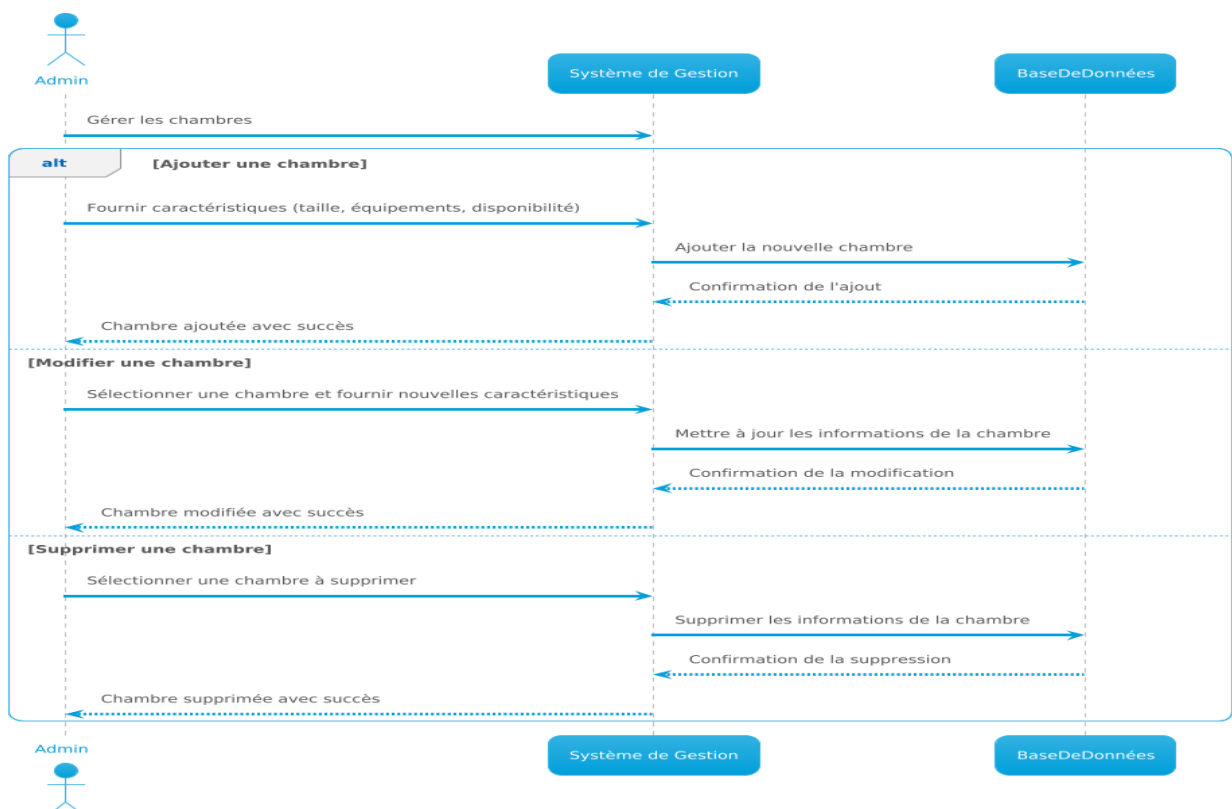 Admin
Système de Gestion
BaseDeDonnées
Gérer les chambres
alt
[Ajouter une chambre]
Fournir caractéristiques (taille, équipements, disponibilité)
Ajouter la nouvelle chambre
Confirmation de l'ajout
Chambre ajoutée avec succès
[Modifier une chambre]
Sélectionner une chambre et fournir nouvelles caractéristiques
Mettre à jour les informations de la chambre
Confirmation de la modification
Chambre modifiée avec succès
[Supprimer une chambre]
Sélectionner une chambre à supprimer
Supprimer les informations de la chambre
Confirmation de la suppression
Chambre supprimée avec succès
Admin
Système de Gestion
BaseDeDonnées